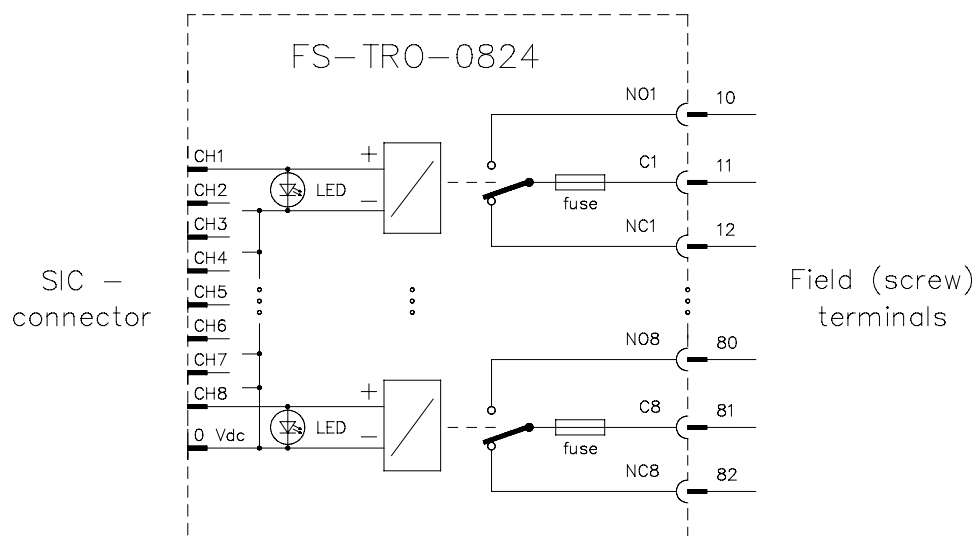 FS-TRO-0824
NO1 10
CH1 + LED -
C1 11
fuse
CH2
CH3
NC1 12
CH4
SIC -
connector
CH5
Field (screw)
terminals
CH6
CH7
NO8 80
CH8 + LED -
C8 81
fuse
0 Vdc
NC8 82